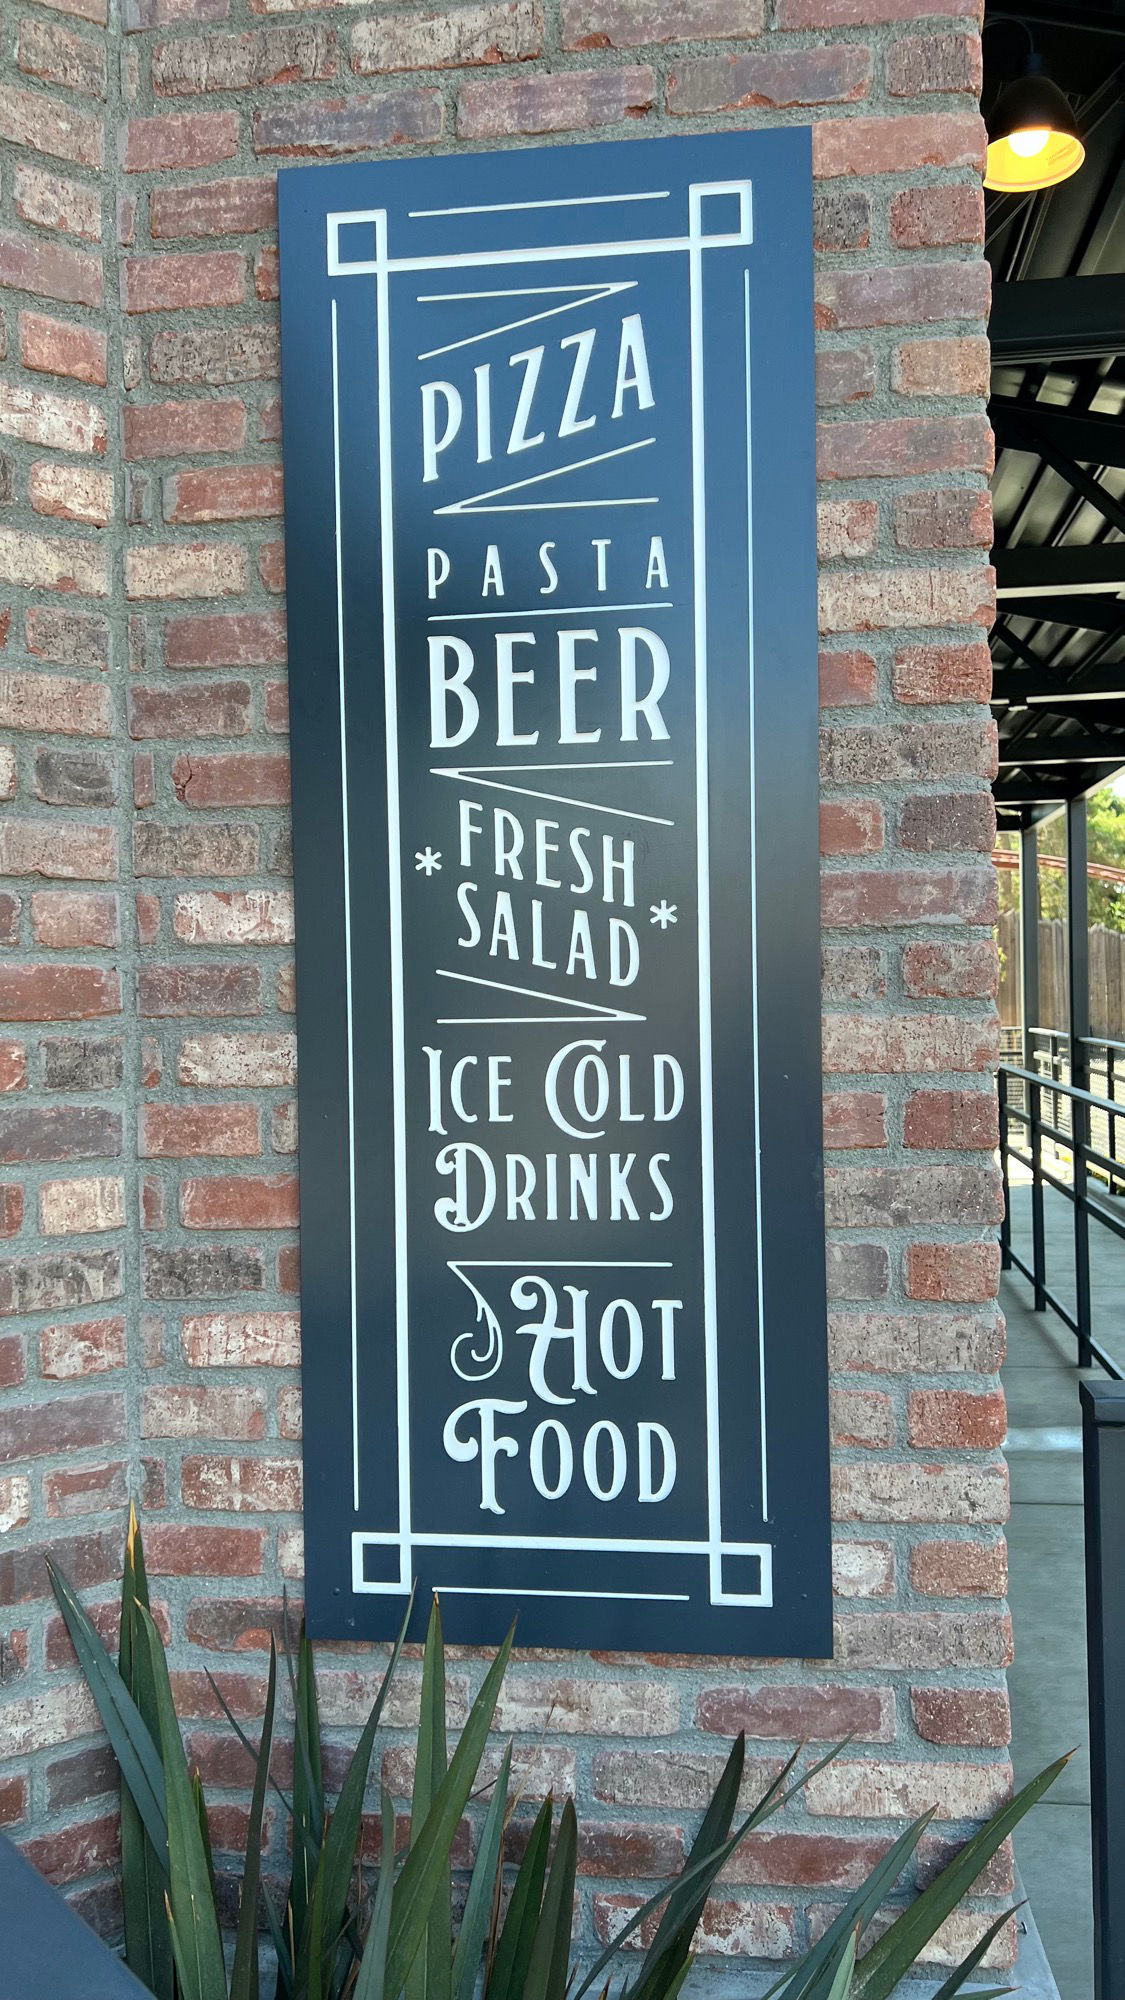 PIZZA
PASTA
BEER
*FRESH
SALAD*
ICE COLD
DRINKS
HOT
FOOD